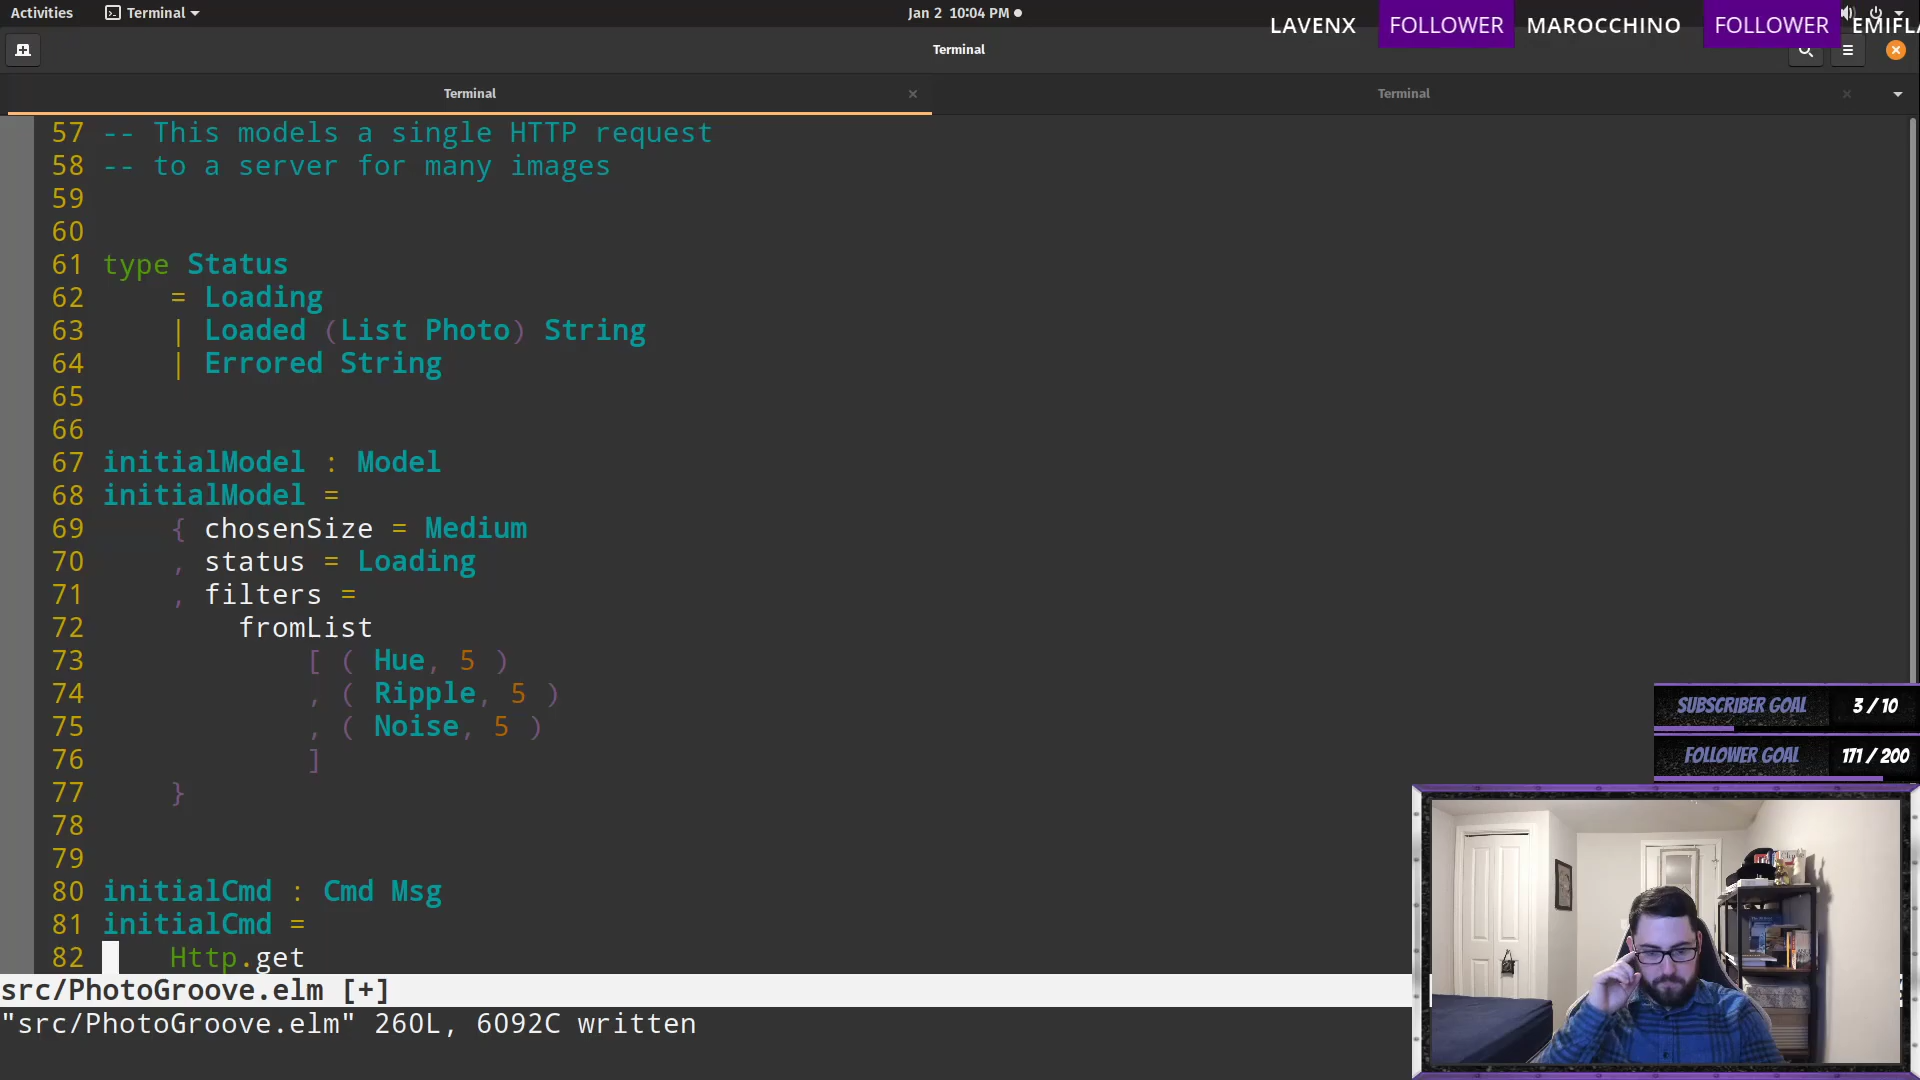 Activities
Terminal
Jan 2 10:04 PM
LAVENX FOLLOWER MAROCCHINO FOLLOWER EMIFLA
Terminal
Terminal
Terminal
57 -- This models a single HTTP request
58 -- to a server for many images
59
60
61 type Status
62     = Loading
63     | Loaded (List Photo) String
64     | Errored String
65
66
67 initialModel : Model
68 initialModel =
69     { chosenSize = Medium
70     , status = Loading
71     , filters =
72         fromList
73             [ ( Hue, 5 )
74             , ( Ripple, 5 )
75             , ( Noise, 5 )
76             ]
77     }
78
79
80 initialCmd : Cmd Msg
81 initialCmd =
82     Http.get
src/PhotoGroove.elm [+]
"src/PhotoGroove.elm" 260L, 6092C written
SUBSCRIBER GOAL 3 / 10
FOLLOWER GOAL 171 / 200